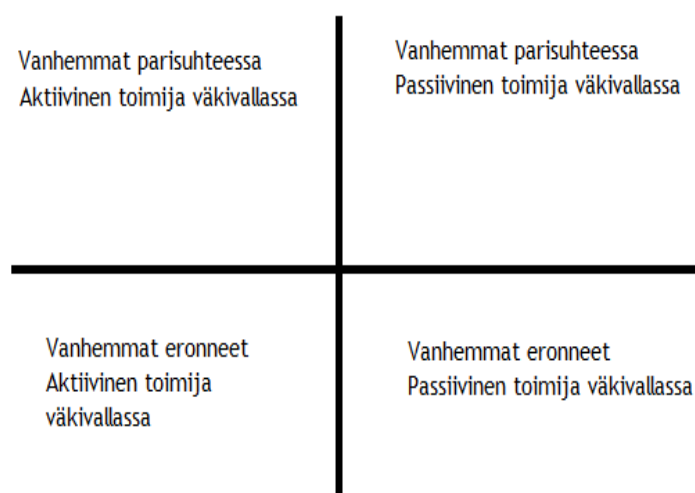 Vanhemmat parisuhteessa
Aktiivinen toimija väkivallassa
Vanhemmat parisuhteessa
Passiivinen toimija väkivallassa
Vanhemmat eronneet
Aktiivinen toimija
väkivallassa
Vanhemmat eronneet
Passiivinen toimija väkivallassa